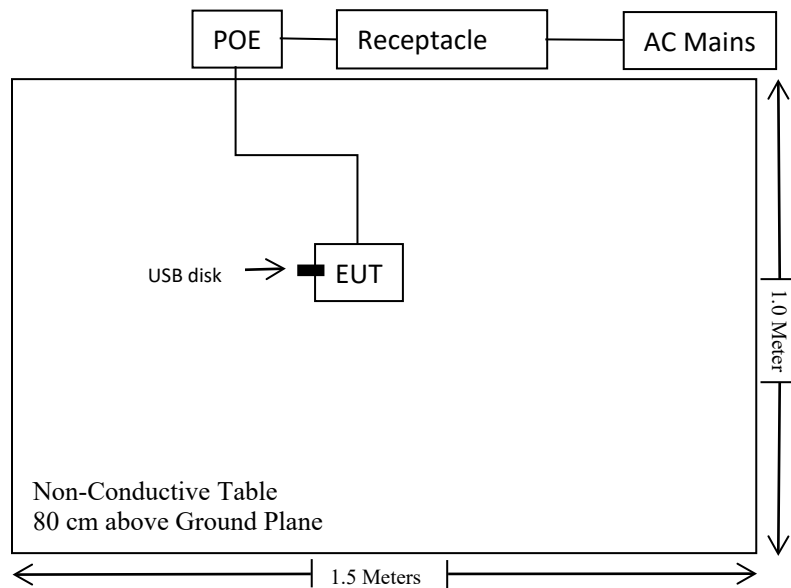 POE
Receptacle
AC Mains
USB disk
EUT
1.0 Meter
Non-Conductive Table
80 cm above Ground Plane
1.5 Meters